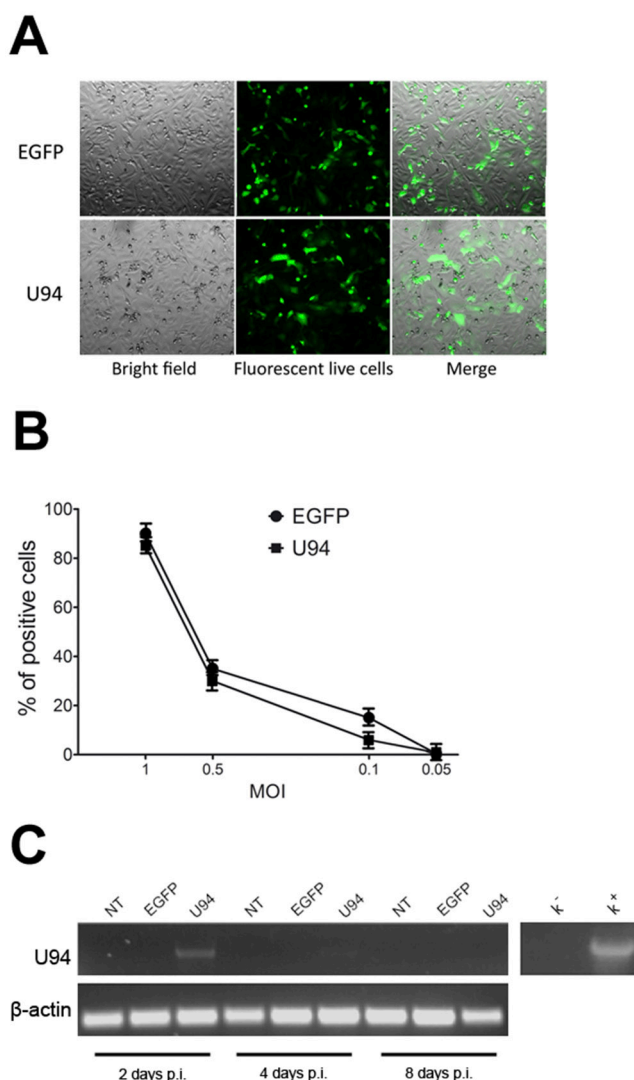 A
EGFP
U94
Bright field Fluorescent live cells Merge
B
100
80
60
40
20
0
% of positive cells
EGFP
U94
1 0.5 0.1 0.05
MOI
C
NT EGFP U94 NT EGFP U94 NT EGFP U94 k⁻ k⁺
U94
β-actin
2 days p.i. 4 days p.i. 8 days p.i.